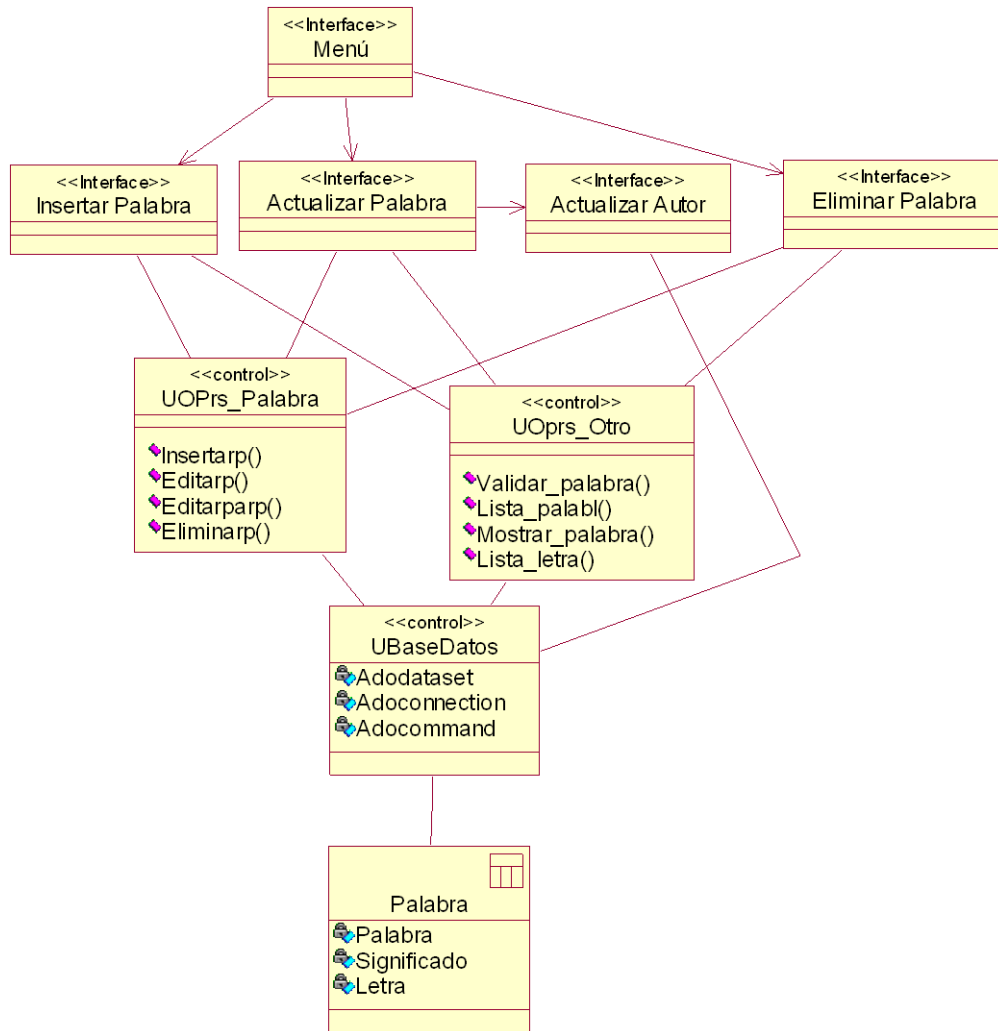 <<Interface>>
Menú
<<Interface>>
Insertar Palabra
<<Interface>>
Actualizar Palabra
<<Interface>>
Actualizar Autor
<<Interface>>
Eliminar Palabra
<<control>>
UOPrs_Palabra
Insertarp()
Editarp()
Editarparp()
Eliminarp()
<<control>>
UOprs_Otro
Validar_palabra()
Lista_palabl()
Mostrar_palabra()
Lista_letra()
<<control>>
UBaseDatos
Adodataset
Adoconnection
Adocommand
Palabra
Palabra
Significado
Letra